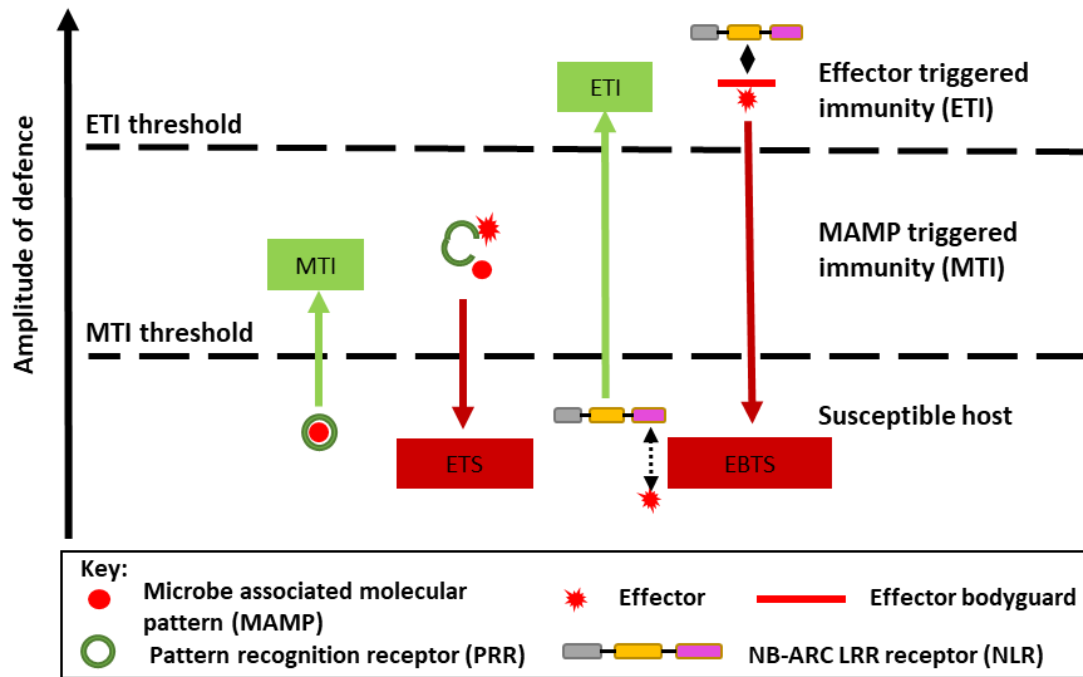 Amplitude of defence
ETI threshold
MTI threshold
MTI
ETS
ETI
EBTS
Effector triggered
immunity (ETI)
MAMP triggered
immunity (MTI)
Susceptible host
Key:
Microbe associated molecular
pattern (MAMP)
Pattern recognition receptor (PRR)
Effector
Effector bodyguard
NB-ARC LRR receptor (NLR)